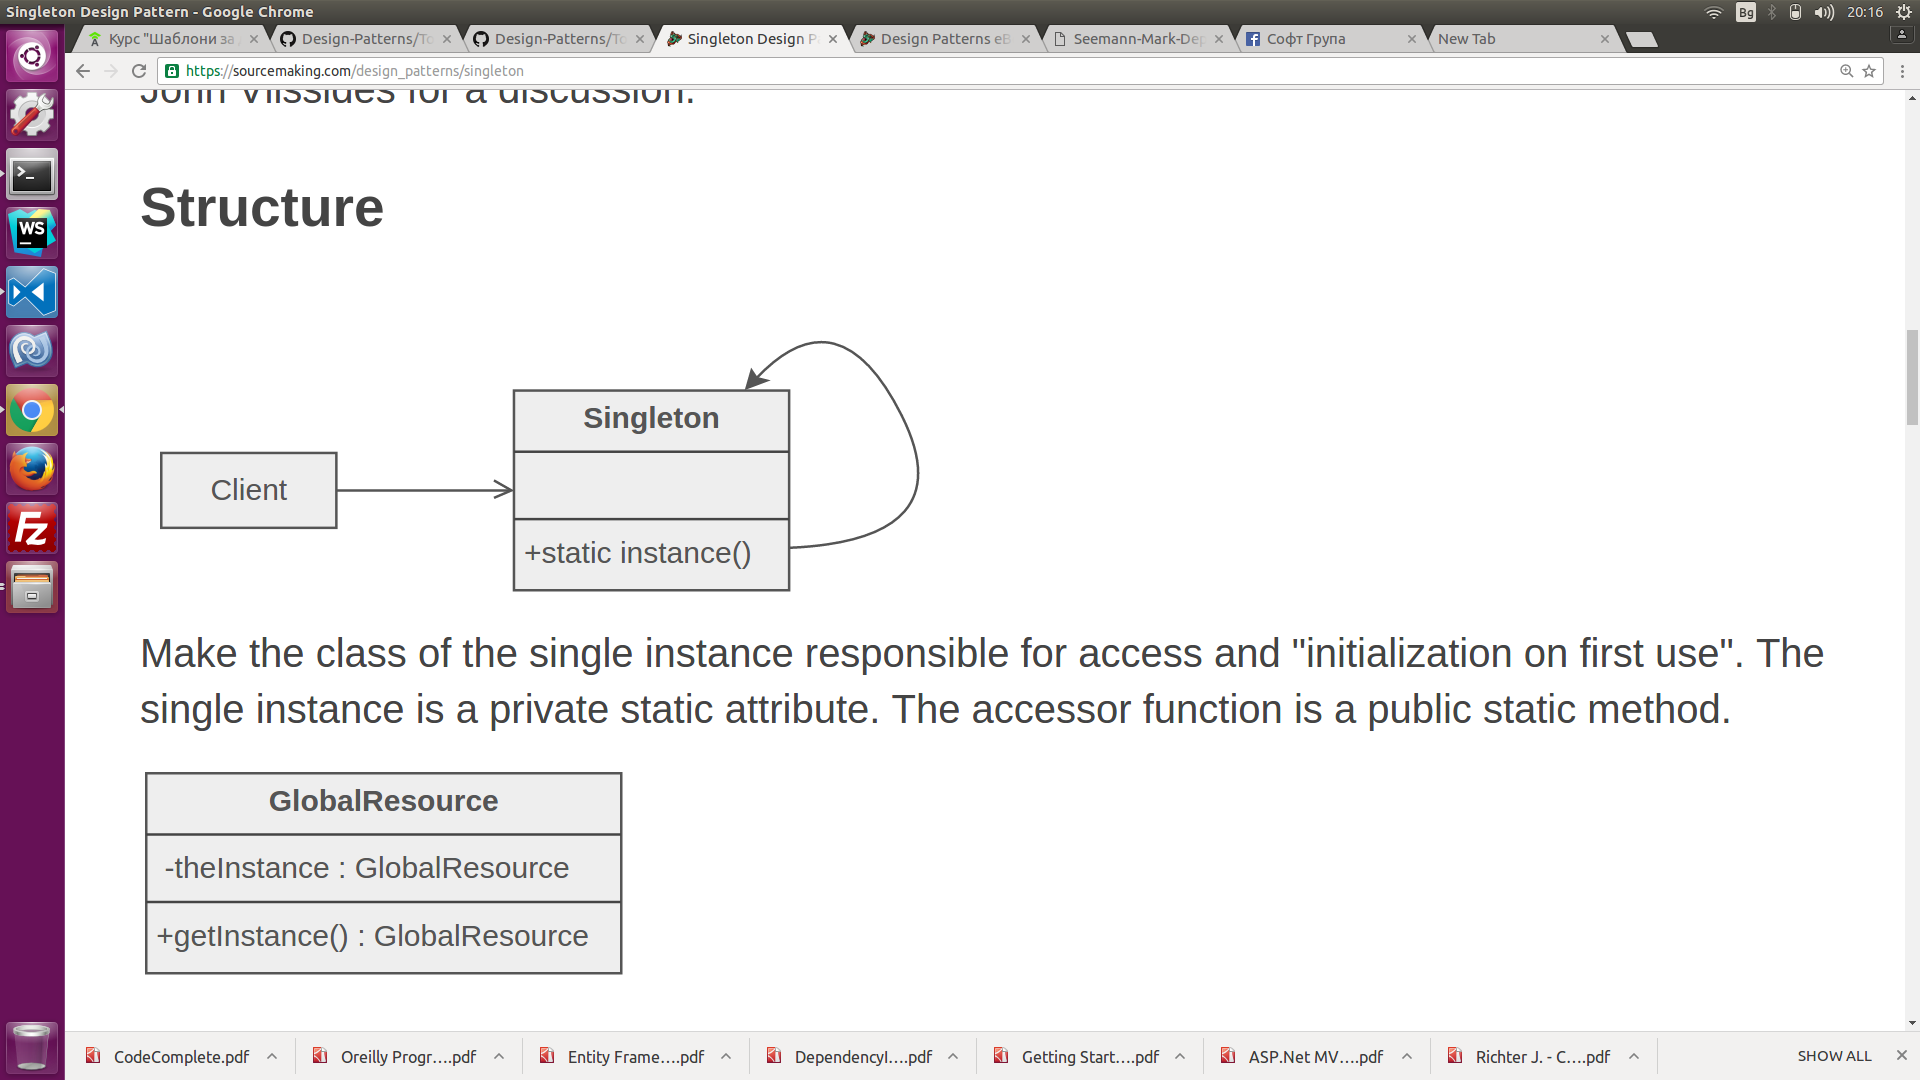 Singleton Design Pattern - Google Chrome
Bg
20:16
Курс "Шаблони за
Design-Patterns/To
Design-Patterns/To
Singleton Design P
Design Patterns eB
Seemann-Mark-Dep
Софт Група
New Tab
https://sourcemaking.com/design_patterns/singleton
John Vlissides for a discussion.
Structure
Singleton
Client
+static instance()
Make the class of the single instance responsible for access and "initialization on first use". The
single instance is a private static attribute. The accessor function is a public static method.
GlobalResource
-theInstance : GlobalResource
+getInstance() : GlobalResource
WS
Fz
CodeComplete.pdf
Oreilly Progr....pdf
Entity Frame....pdf
DependencyI....pdf
Getting Start....pdf
ASP.Net MV....pdf
Richter J. - C....pdf
SHOW ALL